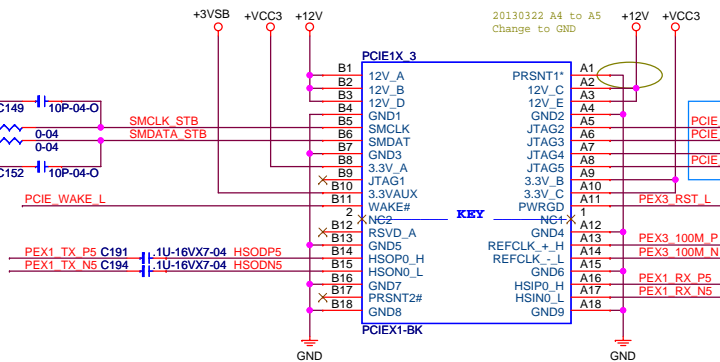 20130322 A4 to A5
Change to GND
+3VSB
+VCC3
+12V
+12V
+VCC3
PCIE1X_3
B1 12V_A PRSNT1* A1
B2 12V_B 12V_C A2
B3 12V_D 12V_E A3
B4 GND1 GND2 A4
C149 10P-04-O
SMCLK_STB B5 SMCLK JTAG2 A5 PCIE_
0-04
SMDATA_STB B6 SMDAT JTAG3 A6 PCIE
0-04
B7 GND3 JTAG4 A7
C152 10P-04-O
B8 3.3V_A JTAG5 A8 PCIE
B9 JTAG1 3.3V_B A9
B10 3.3VAUX 3.3V_C A10
PCIE_WAKE_L B11 WAKE# PWRGD A11 PEX3_RST_L
2 NC2 KEY NC1 1
B12 RSVD_A GND4 A12
B13 GND5 REFCLK_+_H A13 PEX3_100M_P
PEX1_TX_P5 C191 .1U-16VX7-04 HSODP5 B14 HSOP0_H REFCLK_-_L A14 PEX3_100M_N
PEX1_TX_N5 C194 .1U-16VX7-04 HSODN5 B15 HSON0_L GND6 A15
B16 GND7 HSIP0_H A16 PEX1_RX_P5
B17 PRSNT2# HSIN0_L A17 PEX1_RX_N5
B18 GND8 GND9 A18
PCIEX1-BK
GND
GND